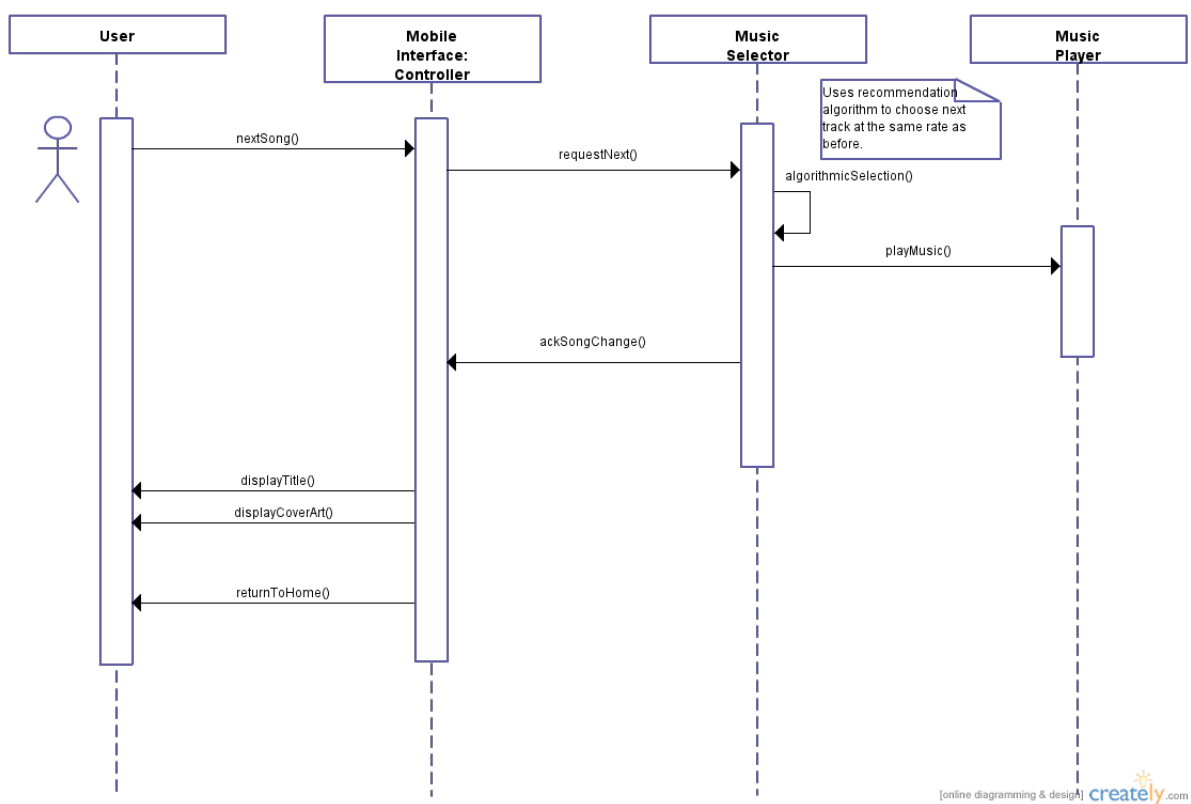 User
Mobile
Interface:
Controller
Music
Selector
Music
Player
Uses recommendation
algorithm to choose next
track at the same rate as
before.
nextSong()
requestNext()
algorithmicSelection()
playMusic()
ackSongChange()
displayTitle()
displayCoverArt()
returnToHome()
[online diagramming & design] creately.com